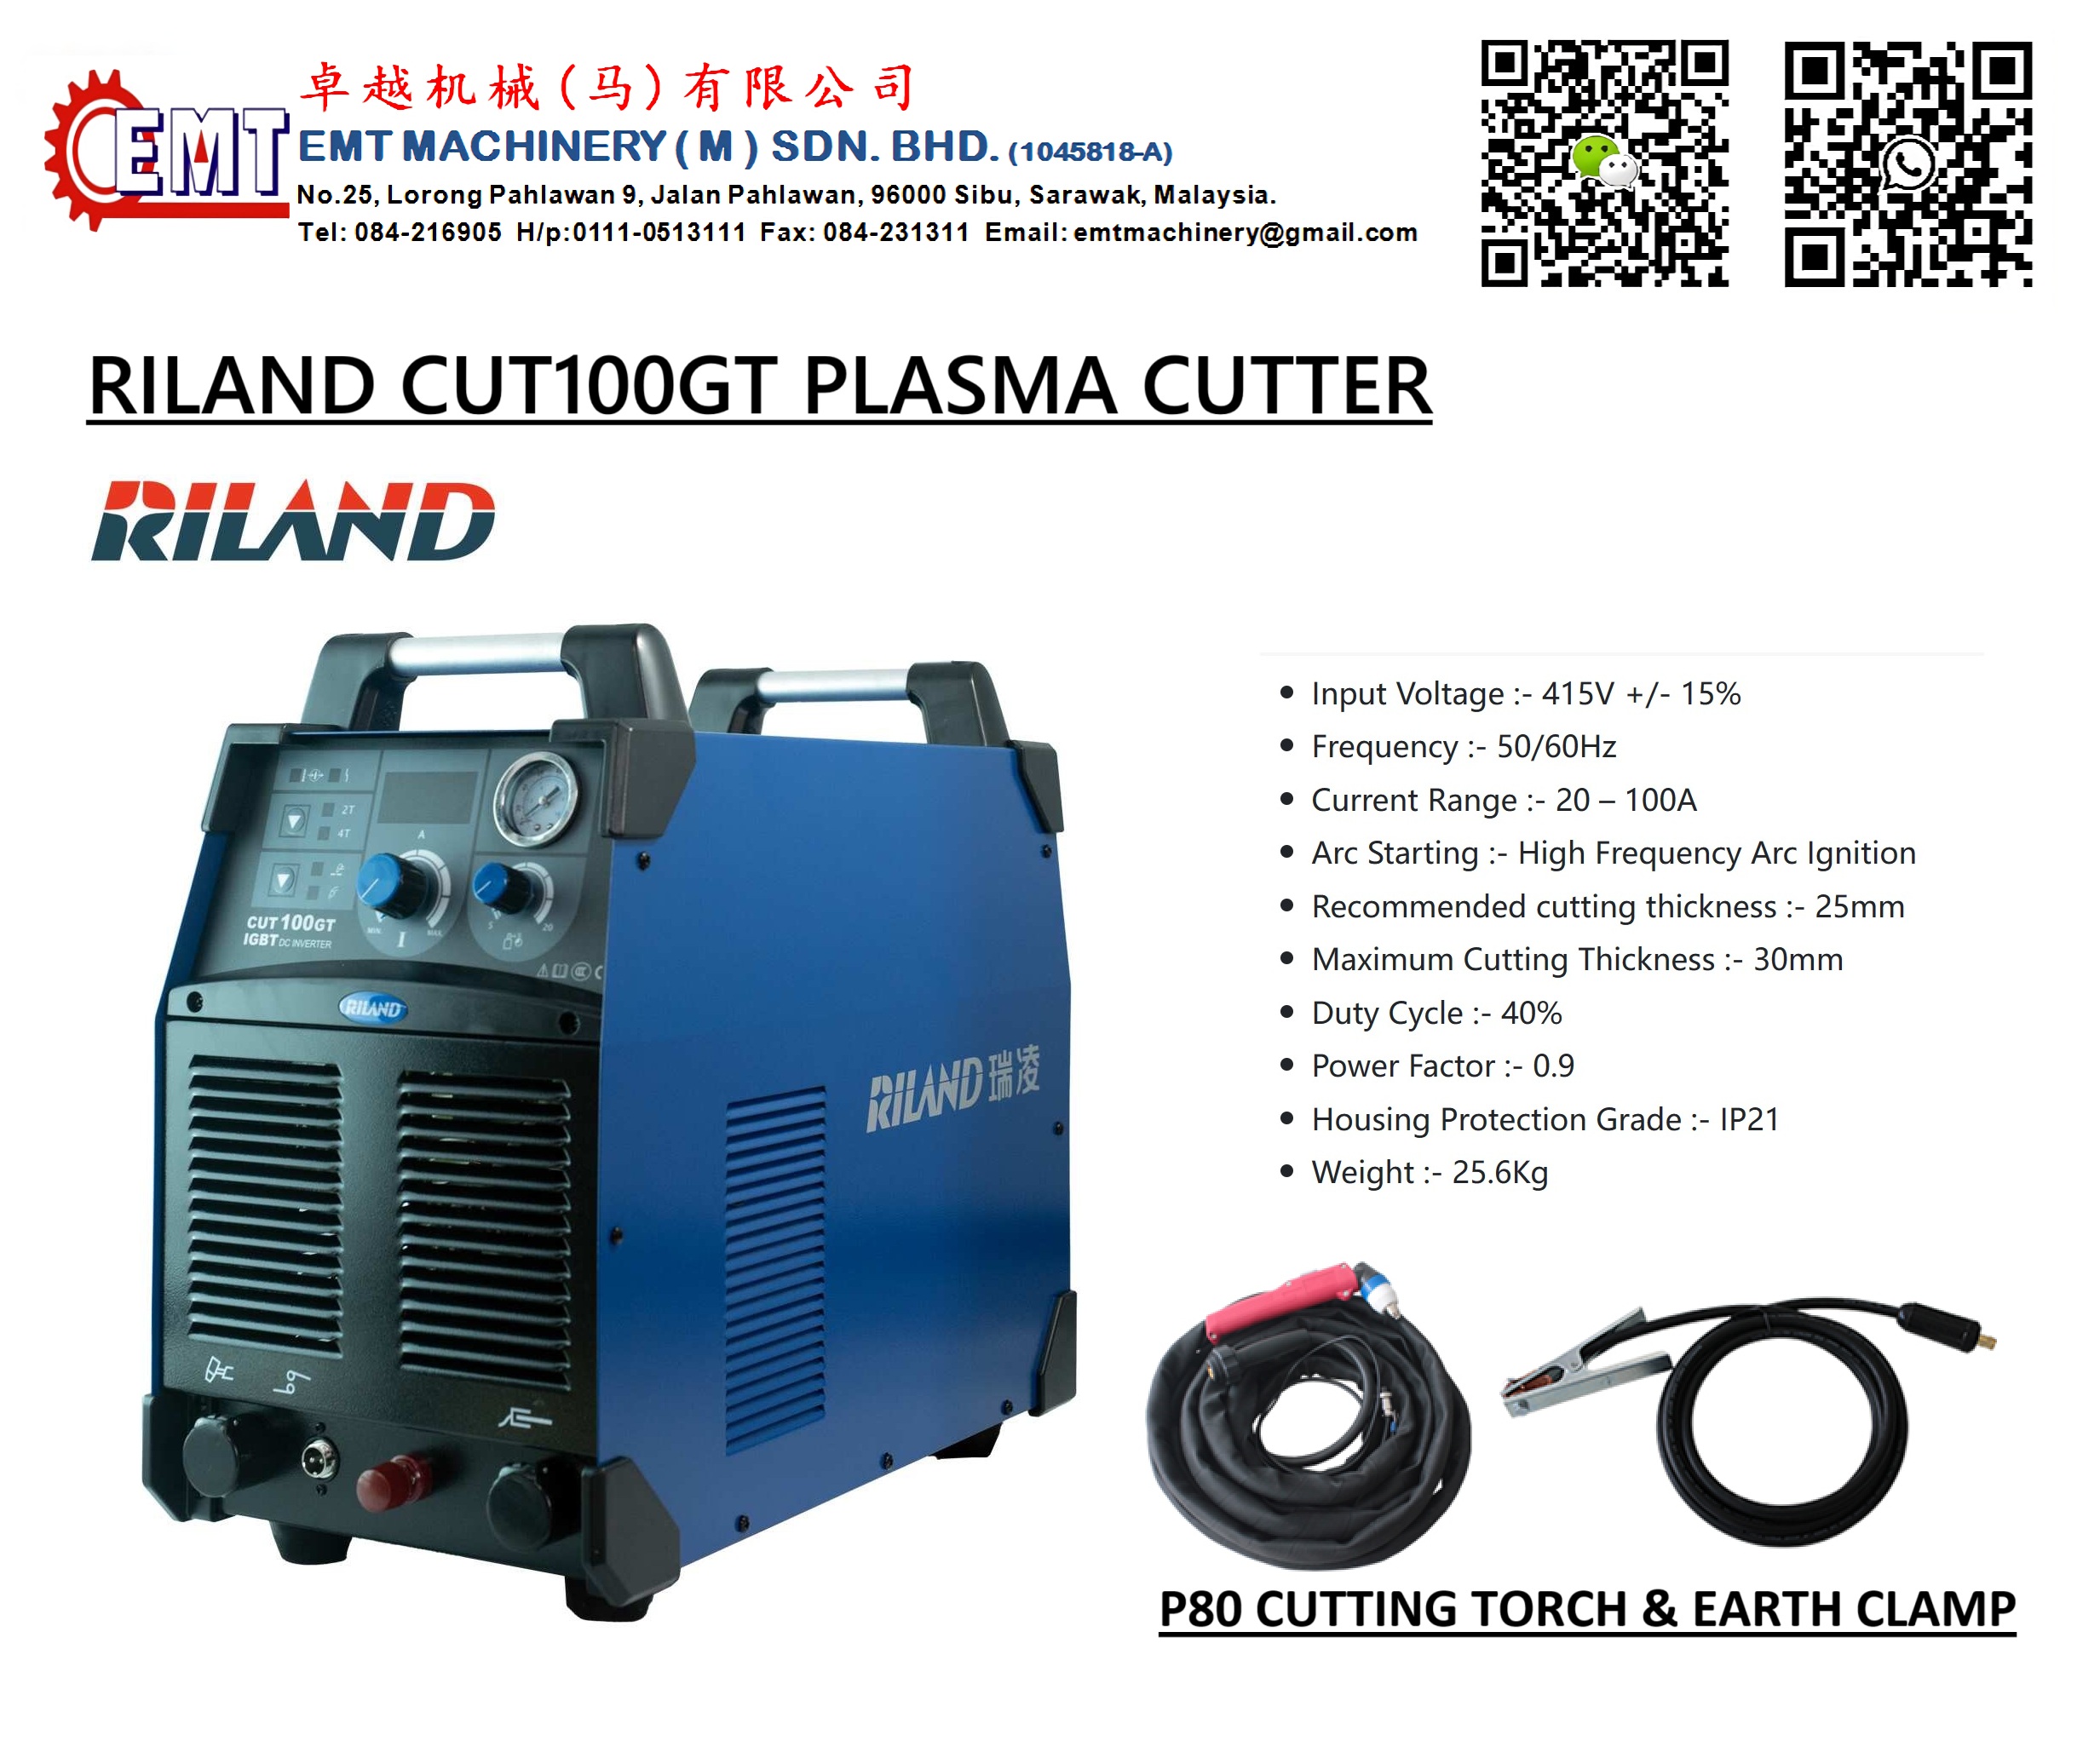 卓越机械(马)有限公司
EMT
EMT MACHINERY ( M ) SDN. BHD. (1045818-A)
No.25, Lorong Pahlawan 9, Jalan Pahlawan, 96000 Sibu, Sarawak, Malaysia.
Tel: 084-216905 H/p:0111-0513111 Fax: 084-231311 Email: emtmachinery@gmail.com
RILAND CUT100GT PLASMA CUTTER
RILAND
2T
4T
A
CUT 100GT
IGBT DC INVERTER
MIN. I MAX.
5 20
RILAND
RILAND 瑞凌
Input Voltage :- 415V +/- 15%
Frequency :- 50/60Hz
Current Range :- 20 – 100A
Arc Starting :- High Frequency Arc Ignition
Recommended cutting thickness :- 25mm
Maximum Cutting Thickness :- 30mm
Duty Cycle :- 40%
Power Factor :- 0.9
Housing Protection Grade :- IP21
Weight :- 25.6Kg
P80 CUTTING TORCH & EARTH CLAMP